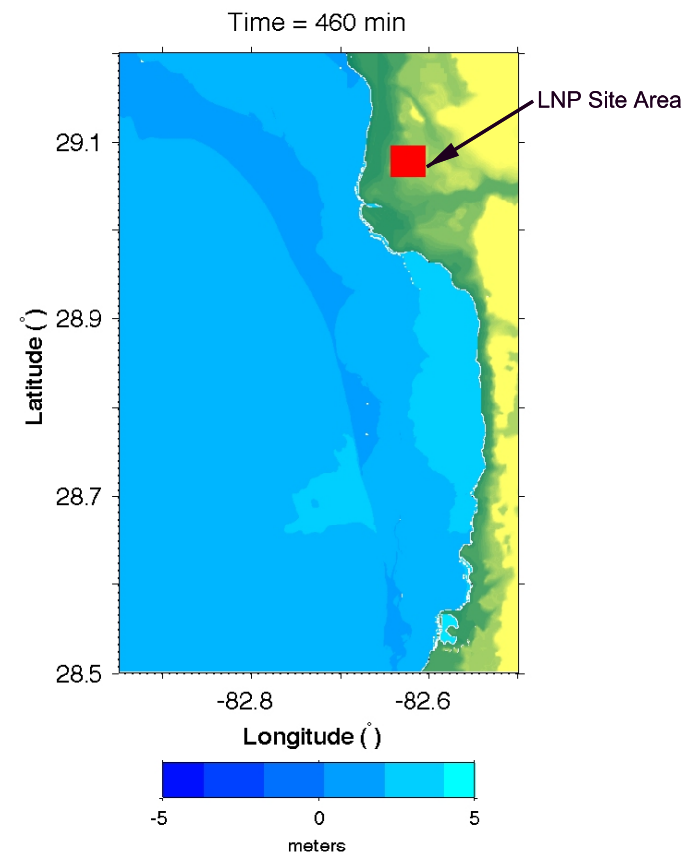 Time = 460 min
LNP Site Area
29.1
28.9
28.7
28.5
Latitude (°)
-82.8 -82.6
Longitude (°)
-5 0 5
meters